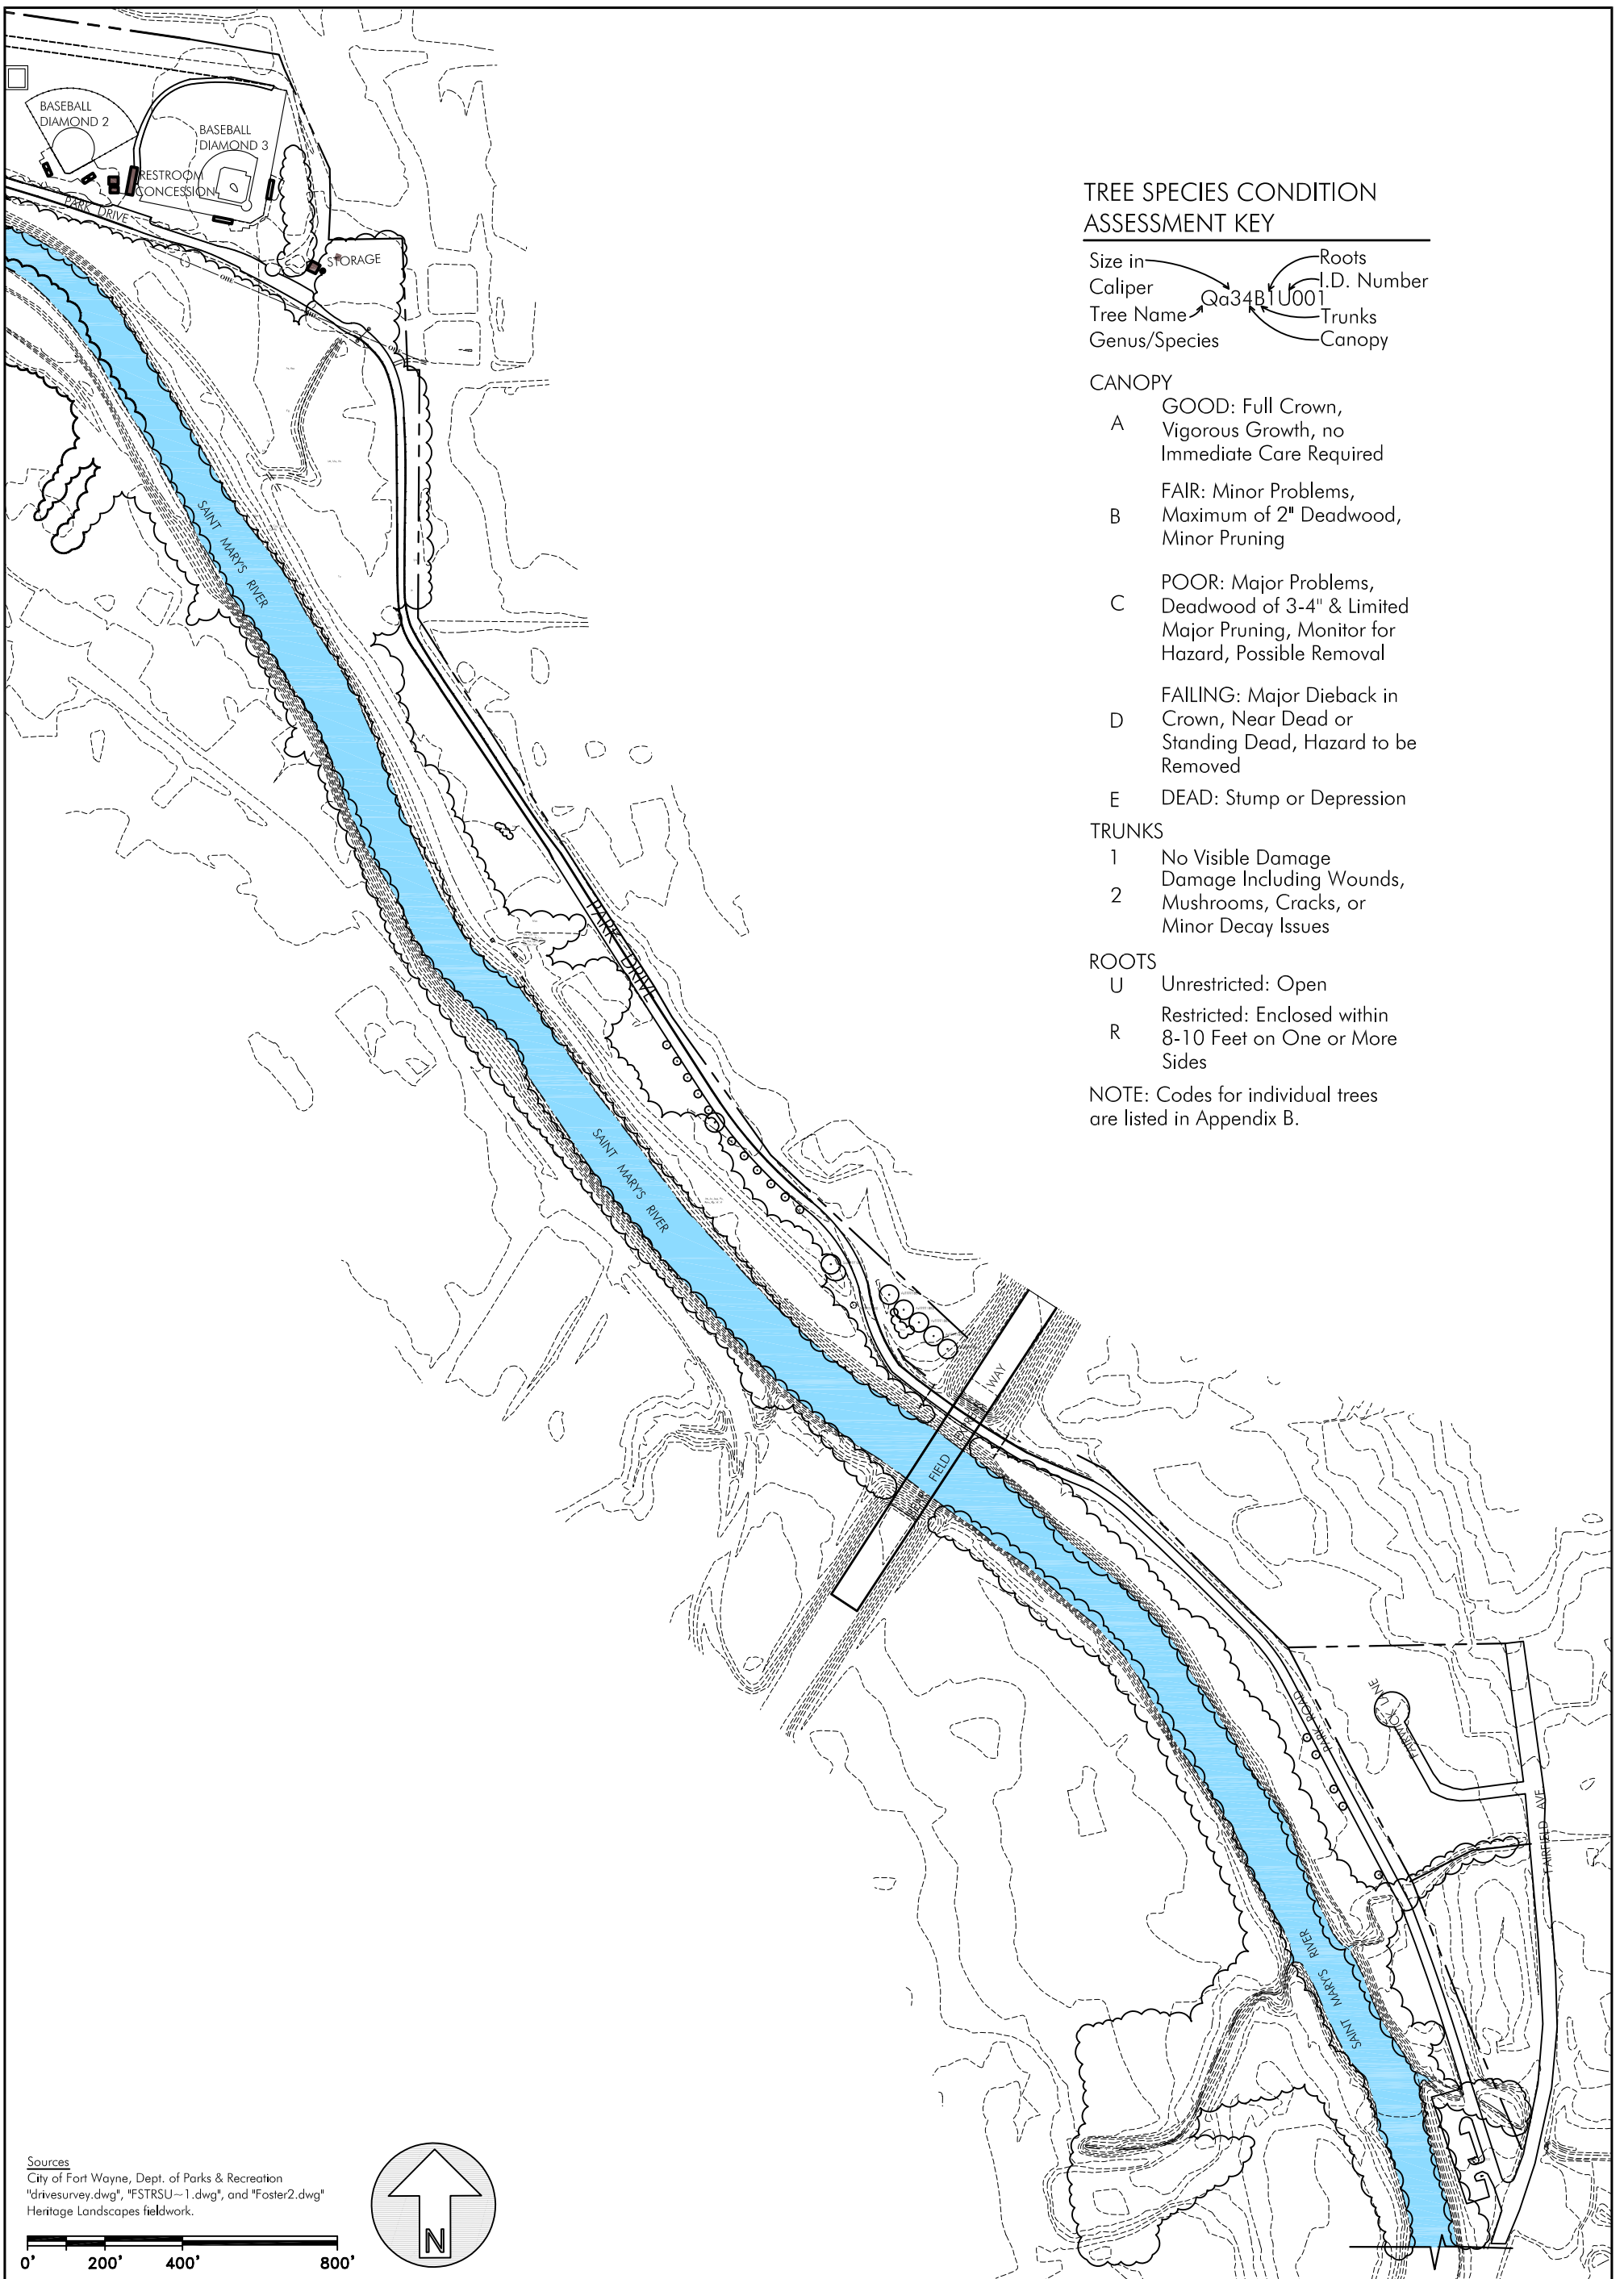 BASEBALL
DIAMOND 2
BASEBALL
DIAMOND 3
RESTROOM
CONCESSION
PARK DRIVE
STORAGE
OHE
SAINT MARY'S RIVER
PARK DRIVE
SAINT MARY'S RIVER
WAY
FIELD
PARK ROAD
FAIRWICK LANE
FAIRFIELD AVE
SAINT MARY'S RIVER
TREE SPECIES CONDITION
ASSESSMENT KEY
Size in
Caliper
Tree Name
Genus/Species
Qa34B1U001
Roots
I.D. Number
Trunks
Canopy
CANOPY
A GOOD: Full Crown,
Vigorous Growth, no
Immediate Care Required
B FAIR: Minor Problems,
Maximum of 2" Deadwood,
Minor Pruning
C POOR: Major Problems,
Deadwood of 3-4" & Limited
Major Pruning, Monitor for
Hazard, Possible Removal
D FAILING: Major Dieback in
Crown, Near Dead or
Standing Dead, Hazard to be
Removed
E DEAD: Stump or Depression
TRUNKS
1 No Visible Damage
2 Damage Including Wounds,
Mushrooms, Cracks, or
Minor Decay Issues
ROOTS
U Unrestricted: Open
R Restricted: Enclosed within
8-10 Feet on One or More
Sides
NOTE: Codes for individual trees
are listed in Appendix B.
Sources
City of Fort Wayne, Dept. of Parks & Recreation
"drivesurvey.dwg", "FSTRSU~1.dwg", and "Foster2.dwg"
Heritage Landscapes fieldwork.
0' 200' 400' 800'
N